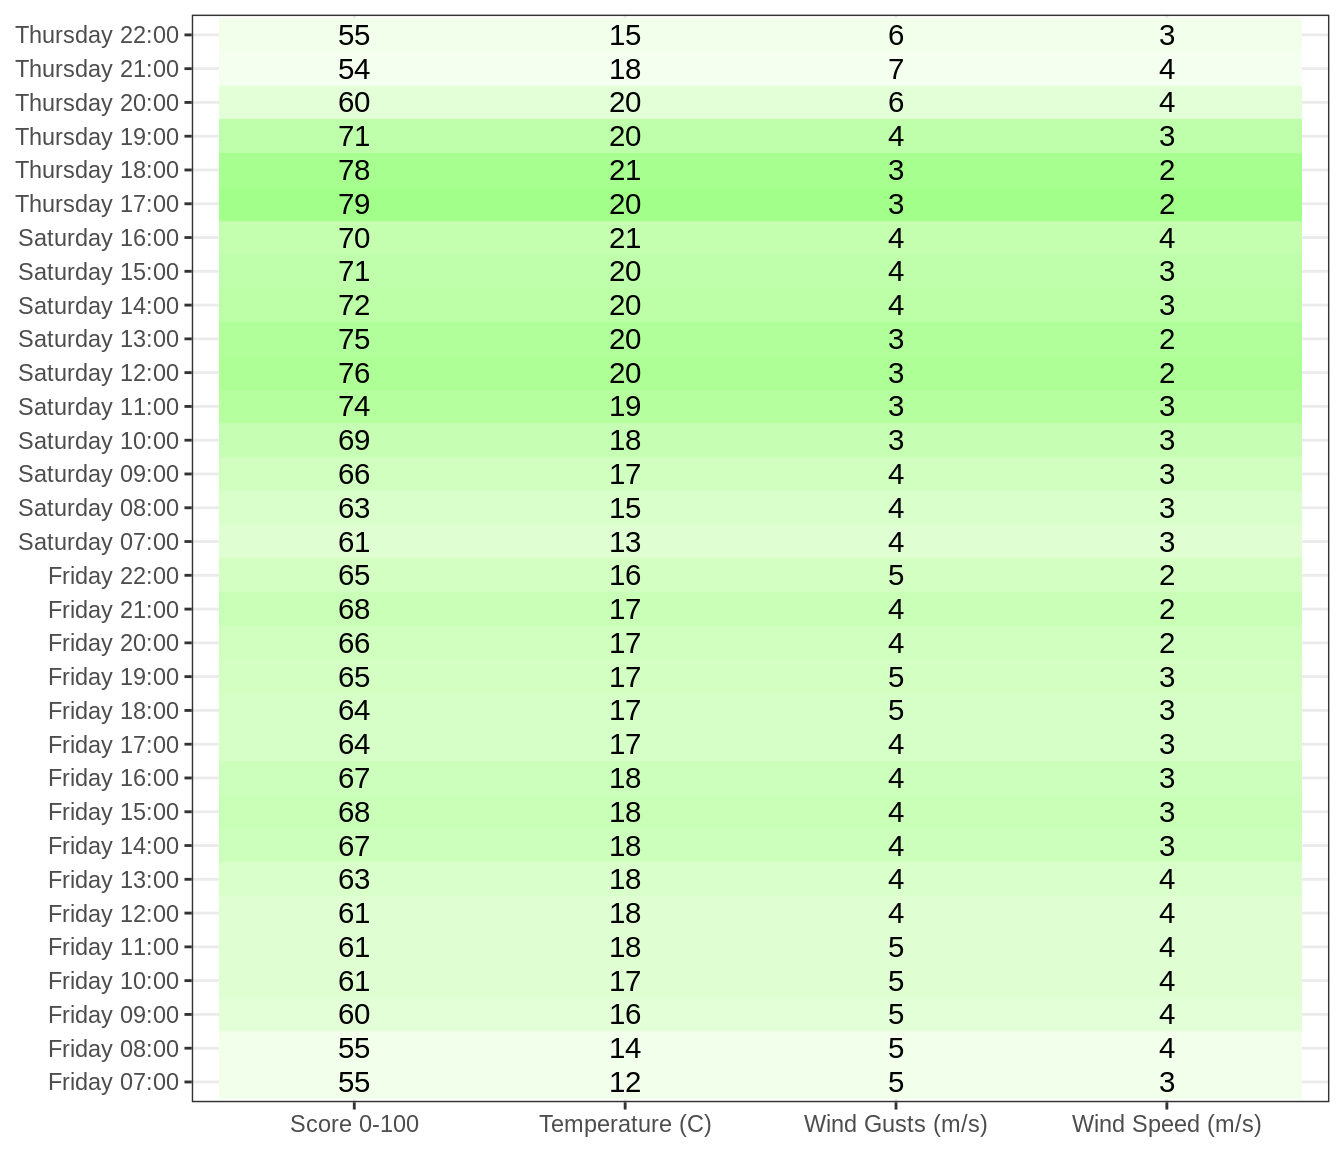 Thursday 22:00 55 15 6 3
Thursday 21:00 54 18 7 4
Thursday 20:00 60 20 6 4
Thursday 19:00 71 20 4 3
Thursday 18:00 78 21 3 2
Thursday 17:00 79 20 3 2
Saturday 16:00 70 21 4 4
Saturday 15:00 71 20 4 3
Saturday 14:00 72 20 4 3
Saturday 13:00 75 20 3 2
Saturday 12:00 76 20 3 2
Saturday 11:00 74 19 3 3
Saturday 10:00 69 18 3 3
Saturday 09:00 66 17 4 3
Saturday 08:00 63 15 4 3
Saturday 07:00 61 13 4 3
Friday 22:00 65 16 5 2
Friday 21:00 68 17 4 2
Friday 20:00 66 17 4 2
Friday 19:00 65 17 5 3
Friday 18:00 64 17 5 3
Friday 17:00 64 17 4 3
Friday 16:00 67 18 4 3
Friday 15:00 68 18 4 3
Friday 14:00 67 18 4 3
Friday 13:00 63 18 4 4
Friday 12:00 61 18 4 4
Friday 11:00 61 18 5 4
Friday 10:00 61 17 5 4
Friday 09:00 60 16 5 4
Friday 08:00 55 14 5 4
Friday 07:00 55 12 5 3
Score 0-100 Temperature (C) Wind Gusts (m/s) Wind Speed (m/s)